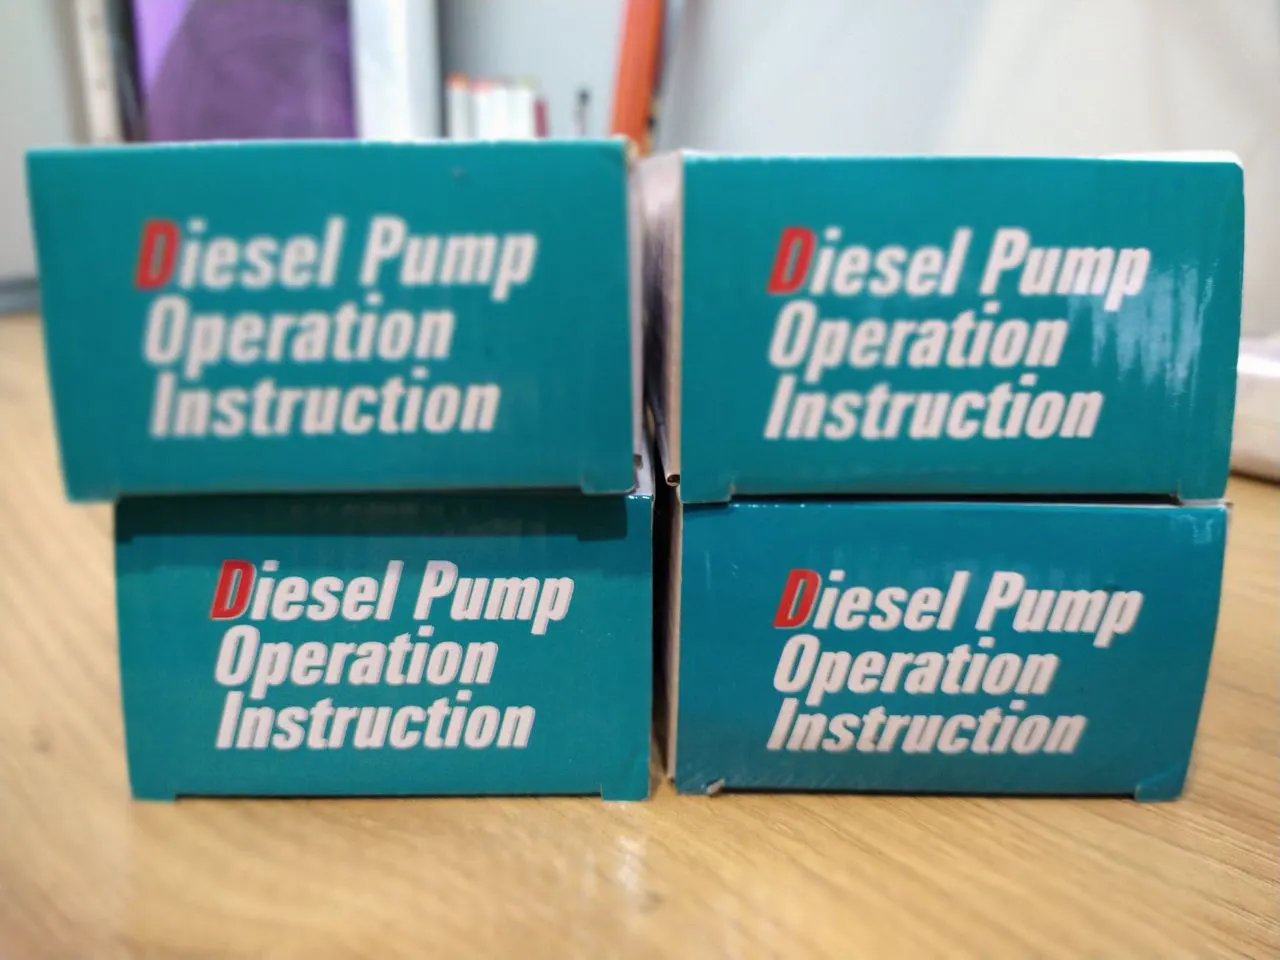 Diesel Pump
Operation
Instruction
Diesel Pump
Operation
Instruction
Diesel Pump
Operation
Instruction
Diesel Pump
Operation
Instruction